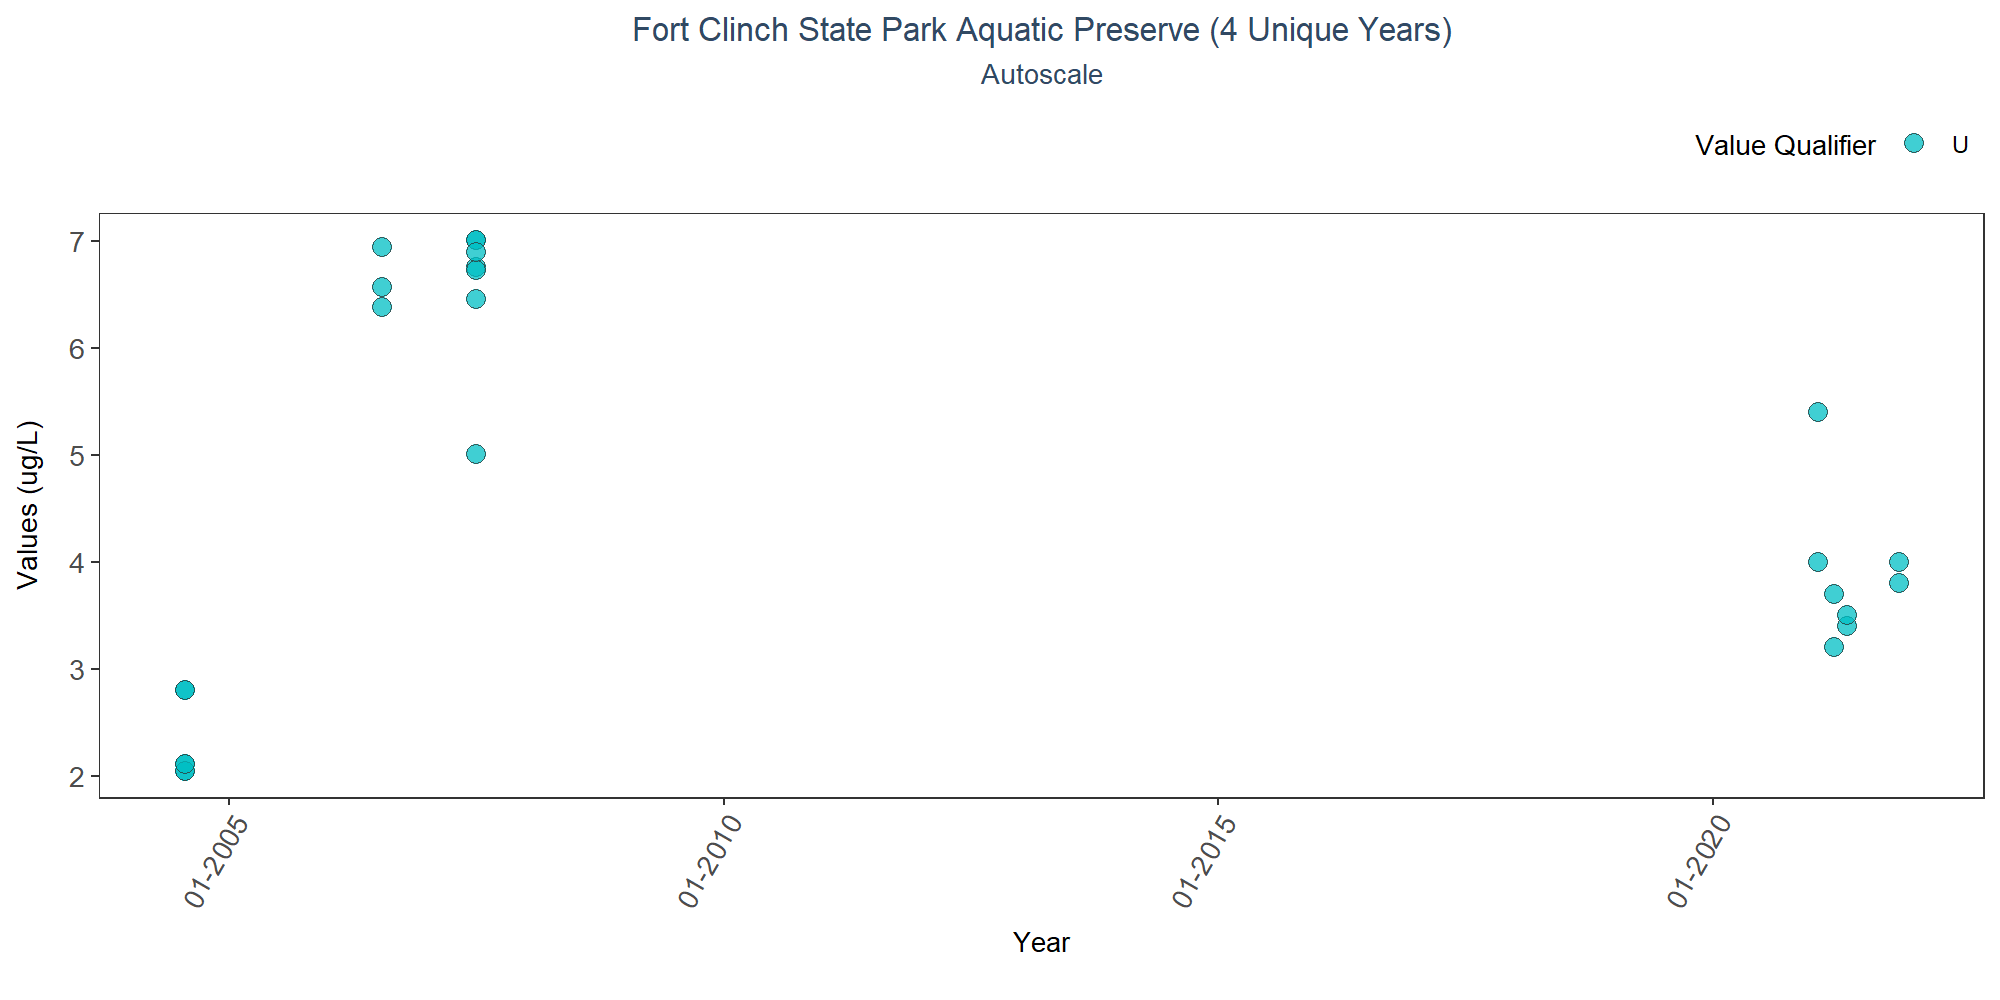 Fort Clinch State Park Aquatic Preserve (4 Unique Years)
Autoscale
Value Qualifier U
7
6
5
4
3
2
Values (ug/L)
01-2005
01-2010
01-2015
01-2020
Year